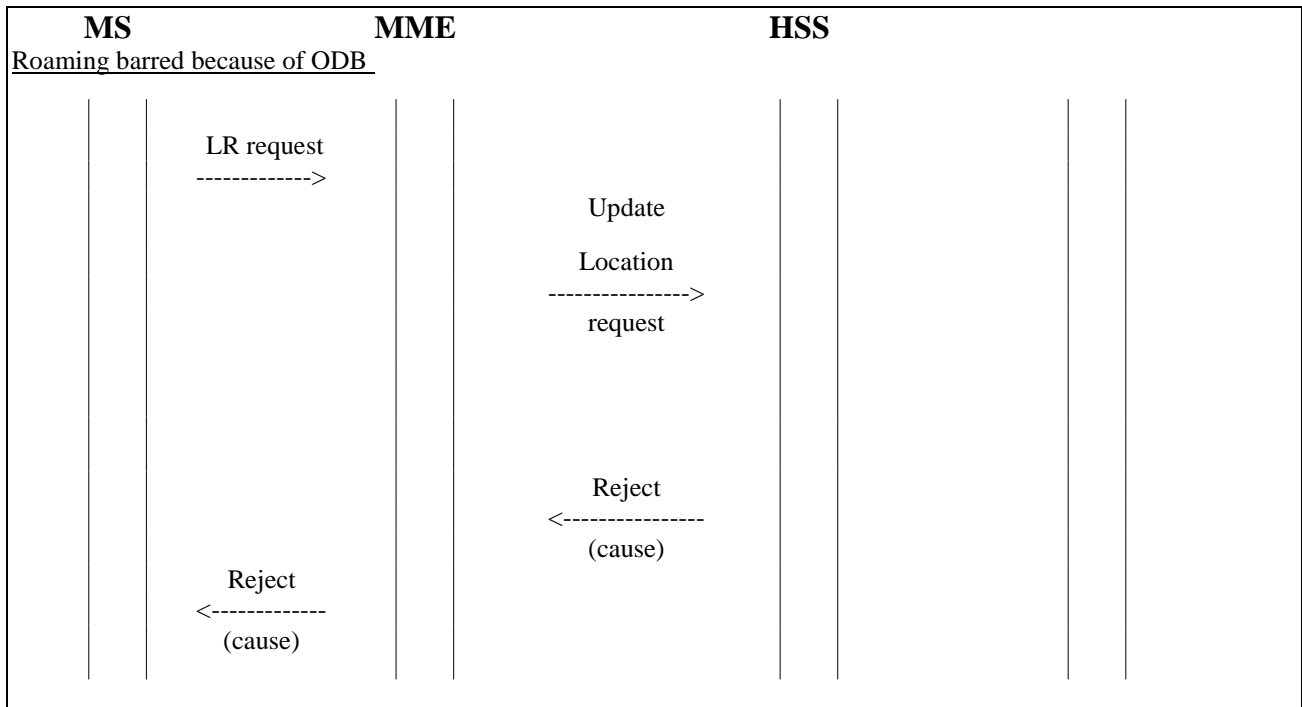 MS MME HSS
Roaming barred because of ODB
LR request
------------->
Update
Location
---------------->
request
Reject
<----------------
(cause)
Reject
<-------------
(cause)